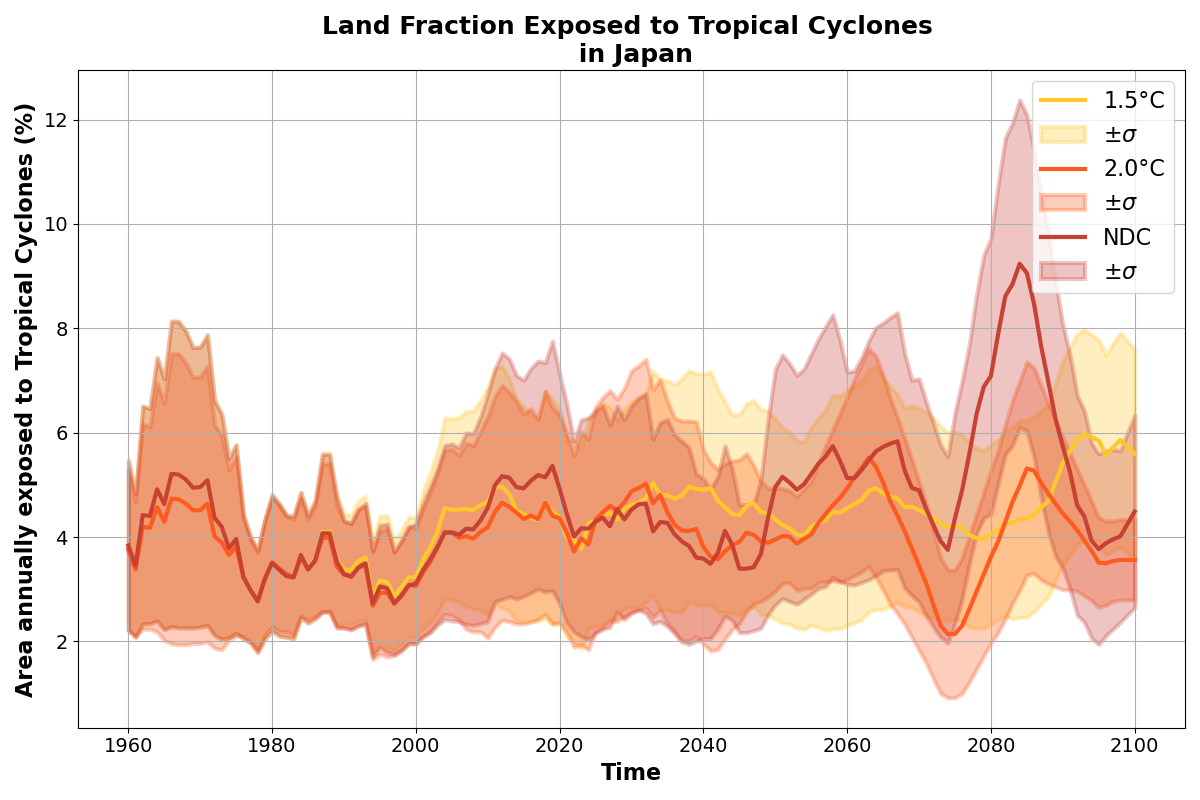 Land Fraction Exposed to Tropical Cyclones
in Japan
Area annually exposed to Tropical Cyclones (%)
12
10
8
6
4
2
1960
1980
2000
2020
2040
2060
2080
2100
Time
1.5°C
±σ
2.0°C
±σ
NDC
±σ